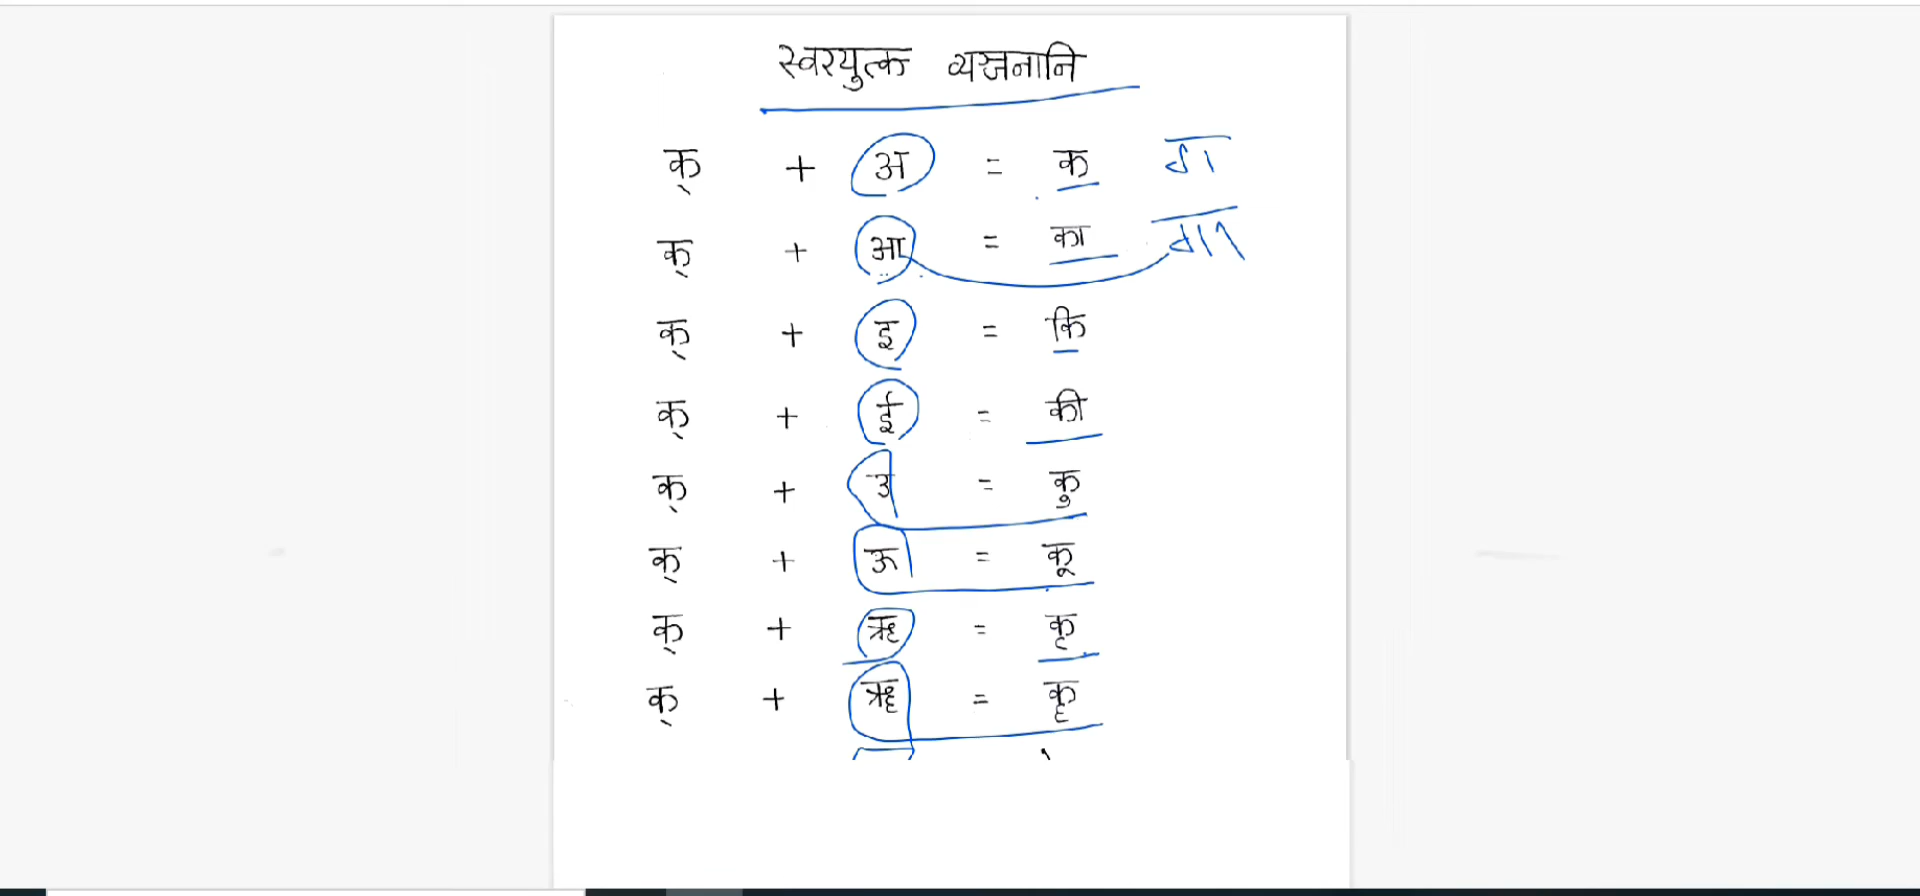 स्वरयुत्क व्यञ्जनानि
क् + अ = क
क् + आ = का
क् + इ = कि
क् + ई = की
क् + उ = कु
क् + ऊ = कू
क् + ऋ = कृ
क् + ॠ = कॄ